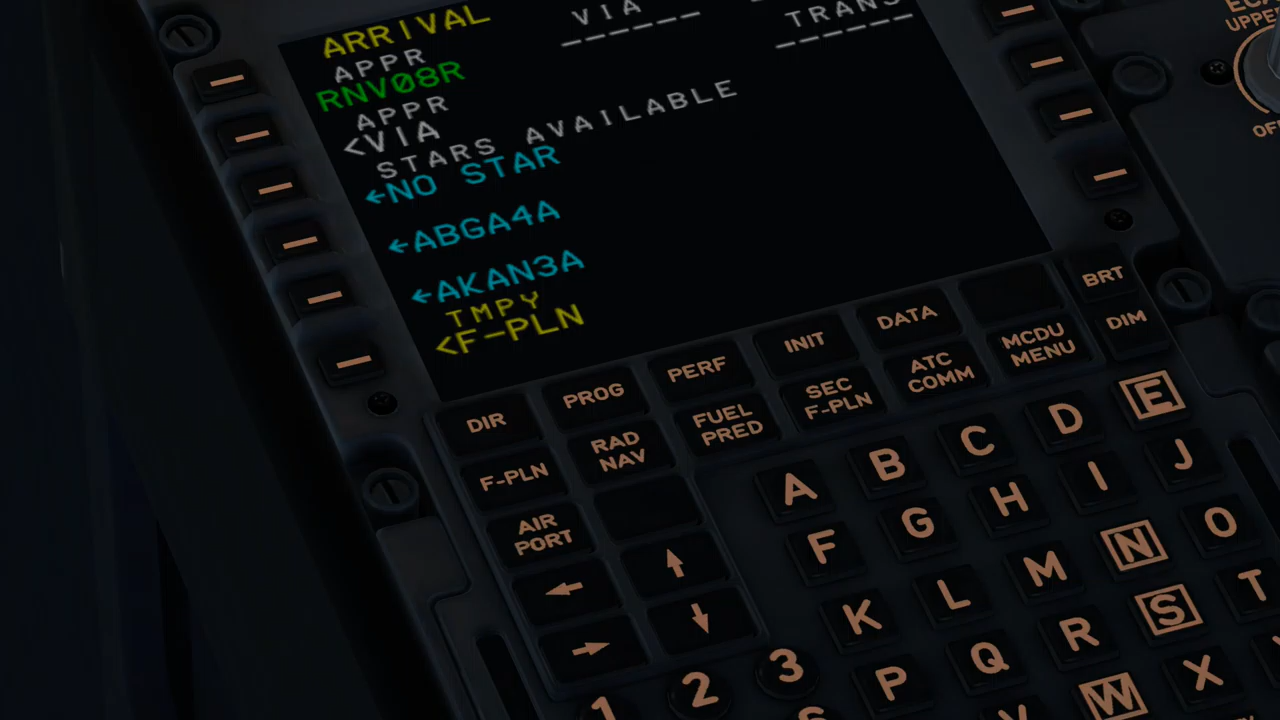 ARRIVAL VIA
APPR TRANS
RNV08R ----- ------
APPR
<VIA
STARS AVAILABLE
←NO STAR
←ABGA4A
←AKAN3A
TMPY
<F-PLN
UPPER
BRT
DIR PROG PERF INIT DATA DIM
F-PLN RAD NAV FUEL PRED SEC F-PLN ATC COMM MCDU MENU
AIR PORT
← ↑
→ ↓
A B C D E
F G H I J
K L M N O
P Q R S T
W X
1 2 3